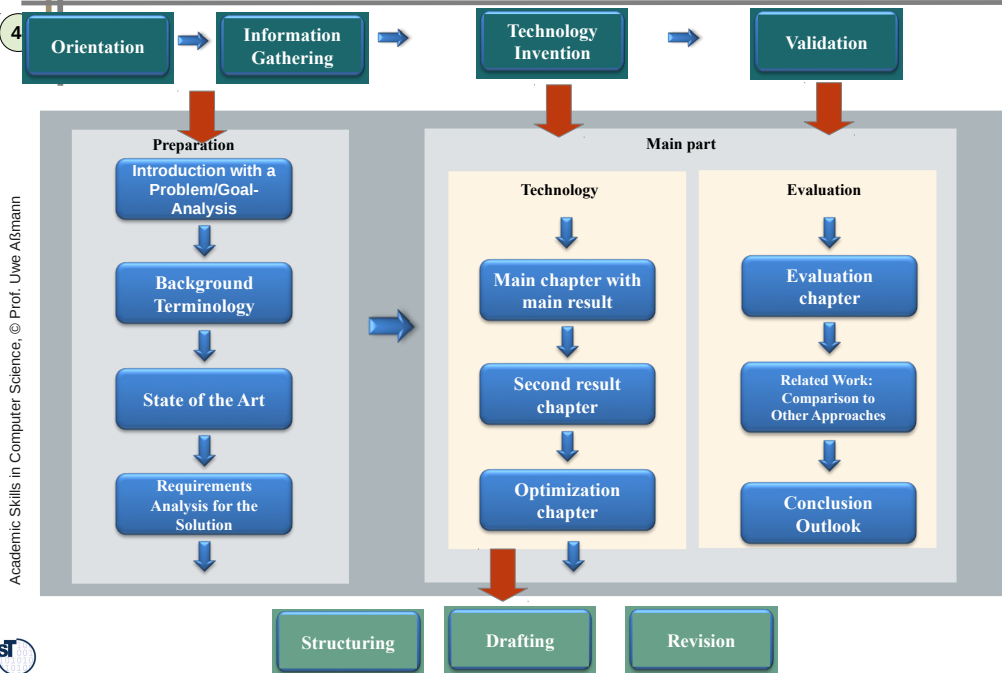 4
Orientation
Information
Gathering
Technology
Invention
Validation
Preparation
Introduction with a
Problem/Goal-
Analysis
Background
Terminology
State of the Art
Requirements
Analysis for the
Solution
Main part
Technology
Main chapter with
main result
Second result
chapter
Optimization
chapter
Evaluation
Evaluation
chapter
Related Work:
Comparison to
Other Approaches
Conclusion
Outlook
Structuring
Drafting
Revision
Academic Skills in Computer Science, © Prof. Uwe Aßmann
ST